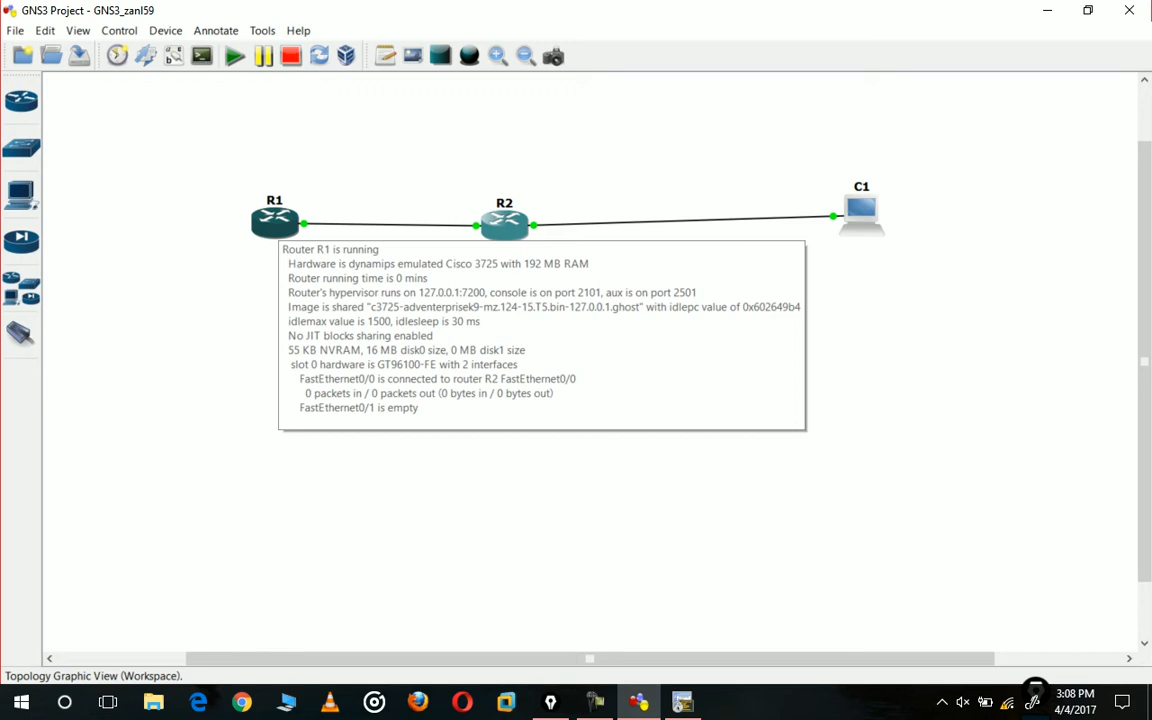 GNS3 Project - GNS3_zanl59
File Edit View Control Device Annotate Tools Help
R1
R2
C1
Router R1 is running
Hardware is dynamips emulated Cisco 3725 with 192 MB RAM
Router running time is 0 mins
Router's hypervisor runs on 127.0.0.1:7200, console is on port 2101, aux is on port 2501
Image is shared "c3725-adventerprisek9-mz.124-15.T5.bin-127.0.0.1.ghost" with idlepc value of 0x602649b4
idlemax value is 1500, idlesleep is 30 ms
No JIT blocks sharing enabled
55 KB NVRAM, 16 MB disk0 size, 0 MB disk1 size
slot 0 hardware is GT96100-FE with 2 interfaces
FastEthernet0/0 is connected to router R2 FastEthernet0/0
0 packets in / 0 packets out (0 bytes in / 0 bytes out)
FastEthernet0/1 is empty
Topology Graphic View (Workspace).
3:08 PM
4/4/2017